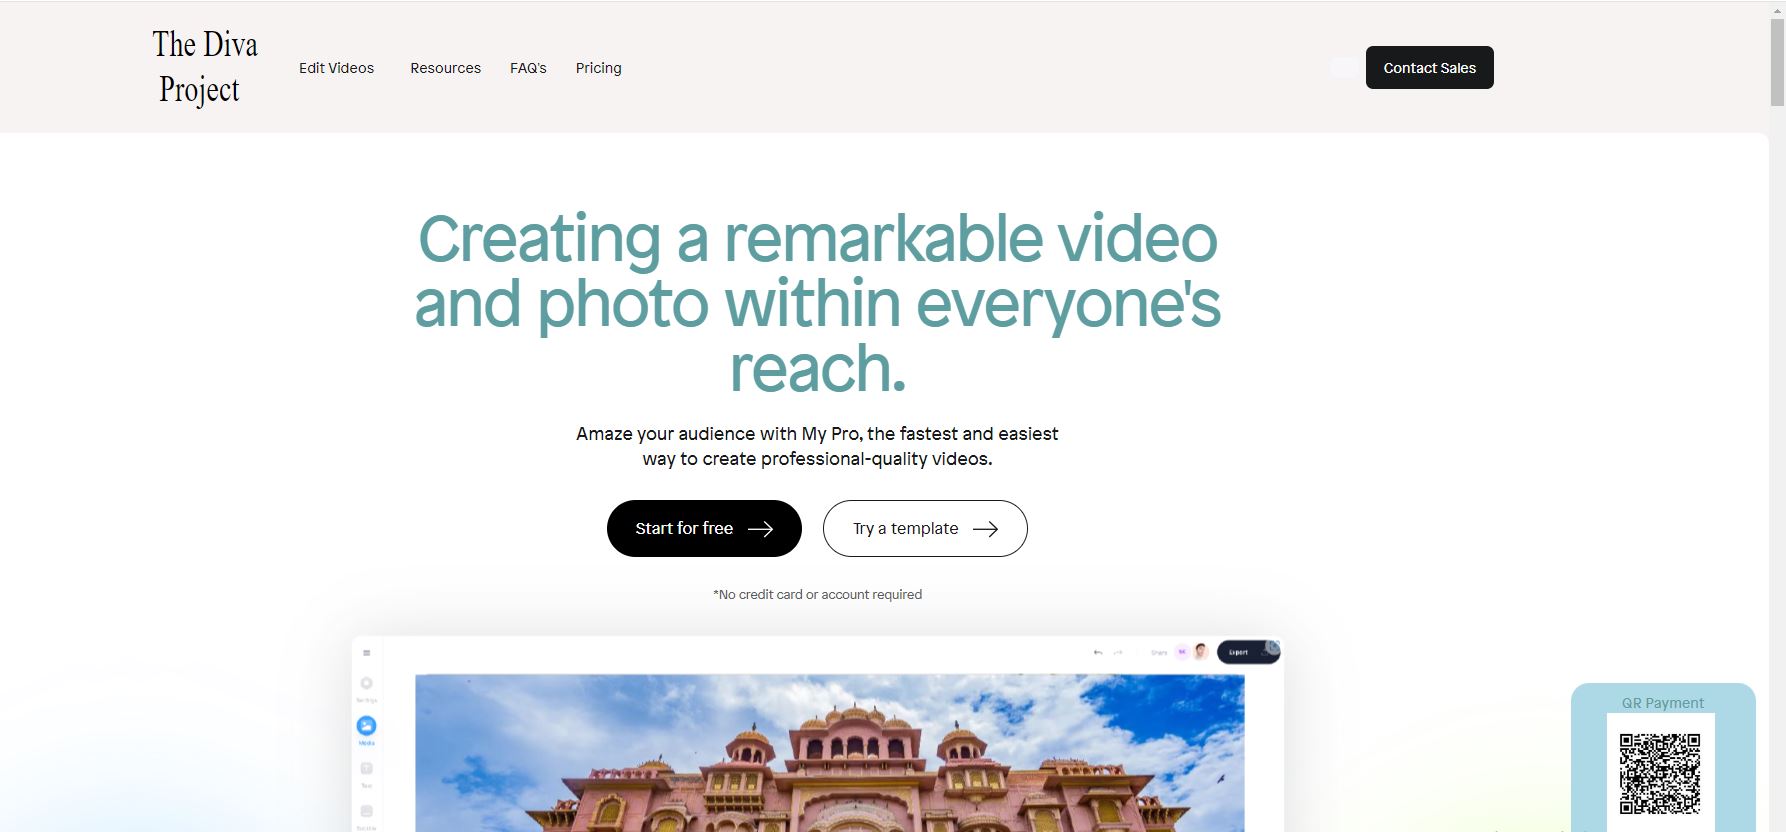 The Diva
Project
Edit Videos
Resources
FAQ's
Pricing
Contact Sales
Creating a remarkable video
and photo within everyone's
reach.
Amaze your audience with My Pro, the fastest and easiest
way to create professional-quality videos.
Start for free
Try a template
*No credit card or account required
Share
Export
Settings
Media
Text
QR Payment